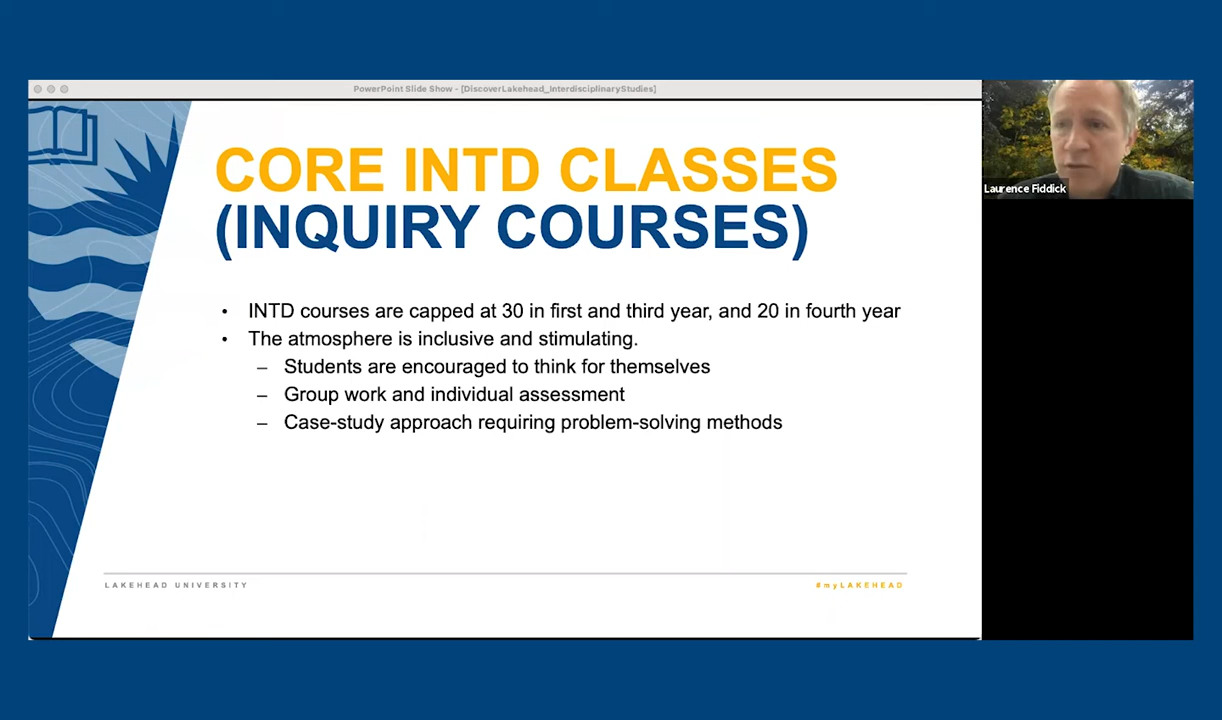 PowerPoint Slide Show - [DiscoverLakehead_InterdisciplinaryStudies]
CORE INTD CLASSES
(INQUIRY COURSES)
• INTD courses are capped at 30 in first and third year, and 20 in fourth year
• The atmosphere is inclusive and stimulating.
– Students are encouraged to think for themselves
– Group work and individual assessment
– Case-study approach requiring problem-solving methods
LAKEHEAD UNIVERSITY
#myLAKEHEAD
Laurence Fiddick